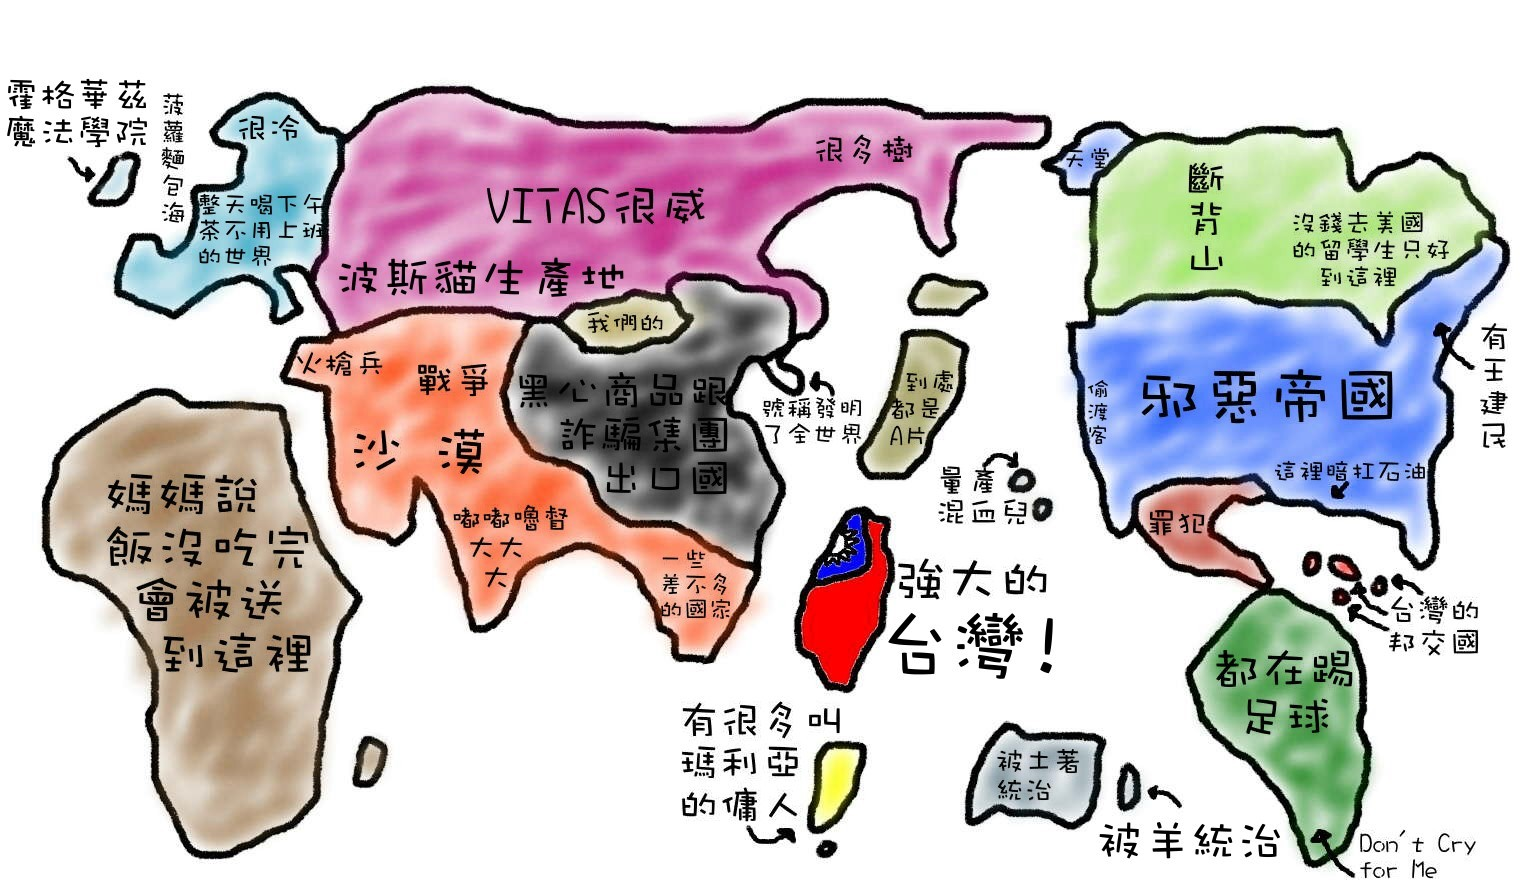 霍格華茲
魔法學院
菠蘿麵包海
很冷
整天喝下午
茶不用上班
的世界
VITAS很威
很多樹
波斯貓生產地
我們的
火槍兵
戰爭
沙漠
黑心商品跟
詐騙集團
出口國
嘟嘟嚕督
大大
大
一些
差不多
的國家
號稱發明
了全世界
到處
都是
A片
量產
混血兒
強大的
台灣!
有很多叫
瑪利亞
的傭人
媽媽說
飯沒吃完
會被送
到這裡
天堂
斷背山
沒錢去美國
的留學生只好
到這裡
有王建民
偷渡客
邪惡帝國
這裡暗扛石油
罪犯
台灣的
邦交國
都在踢
足球
被土著
統治
被羊統治
Don't Cry
for Me